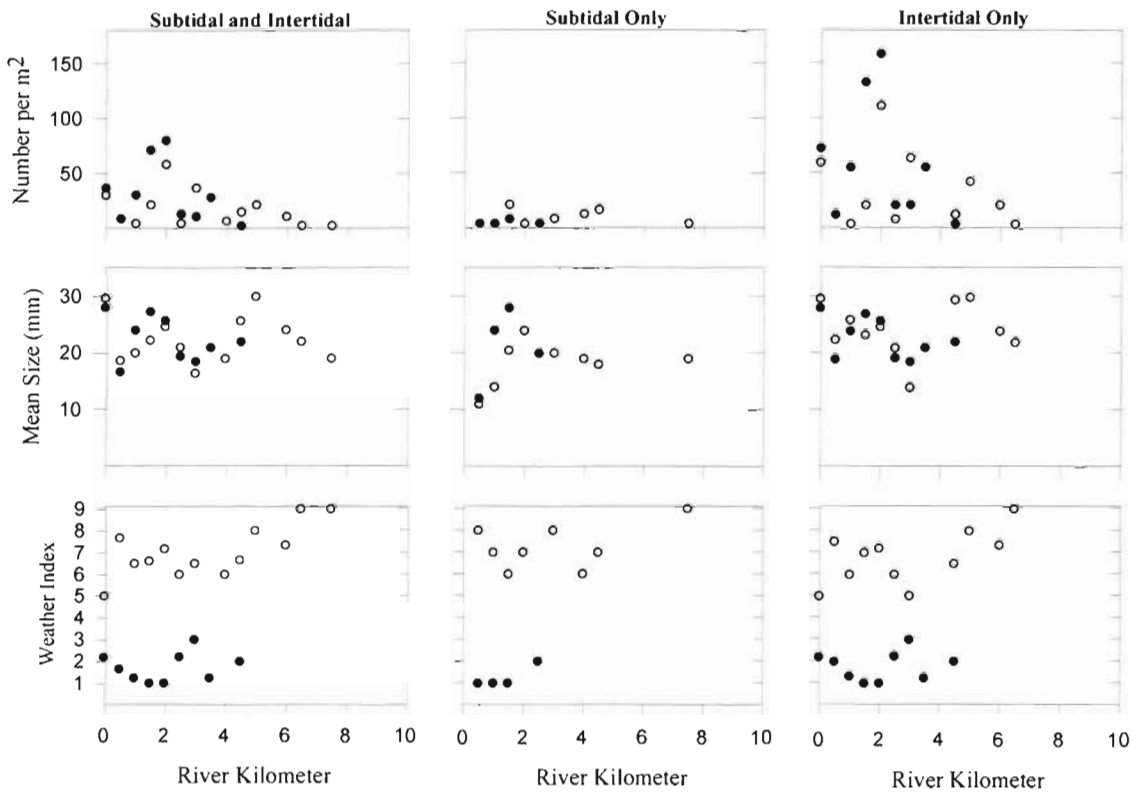 Subtidal and Intertidal
Subtidal Only
Intertidal Only
Number per m2
150
100
50
Mean Size (mm)
30
20
10
Weather Index
9
8
7
6
5
4
3
2
1
0 2 4 6 8 10
0 2 4 6 8 10
0 2 4 6 8 10
River Kilometer
River Kilometer
River Kilometer